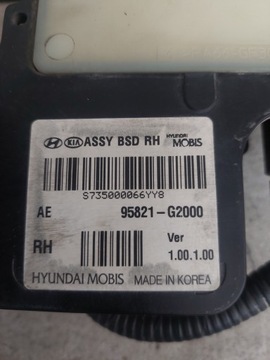 HYUNDAI KIA ASSY BSD RH HYUNDAI MOBIS
S735000066YY8
AE 95821-G2000
RH Ver
1.00.1.00
HYUNDAI MOBIS MADE IN KOREA